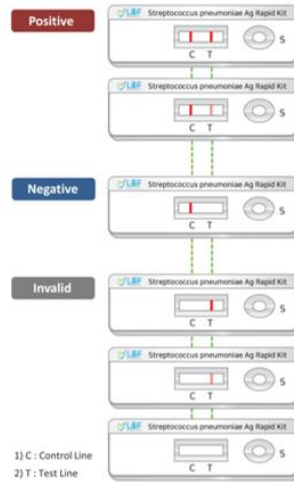 Positive
Streptococcus pneumoniae Ag Rapid Kit
C T S
Streptococcus pneumoniae Ag Rapid Kit
C T S
Negative
Streptococcus pneumoniae Ag Rapid Kit
C T S
Invalid
Streptococcus pneumoniae Ag Rapid Kit
C T S
Streptococcus pneumoniae Ag Rapid Kit
C T S
Streptococcus pneumoniae Ag Rapid Kit
C T S
1) C : Control Line
2) T : Test Line